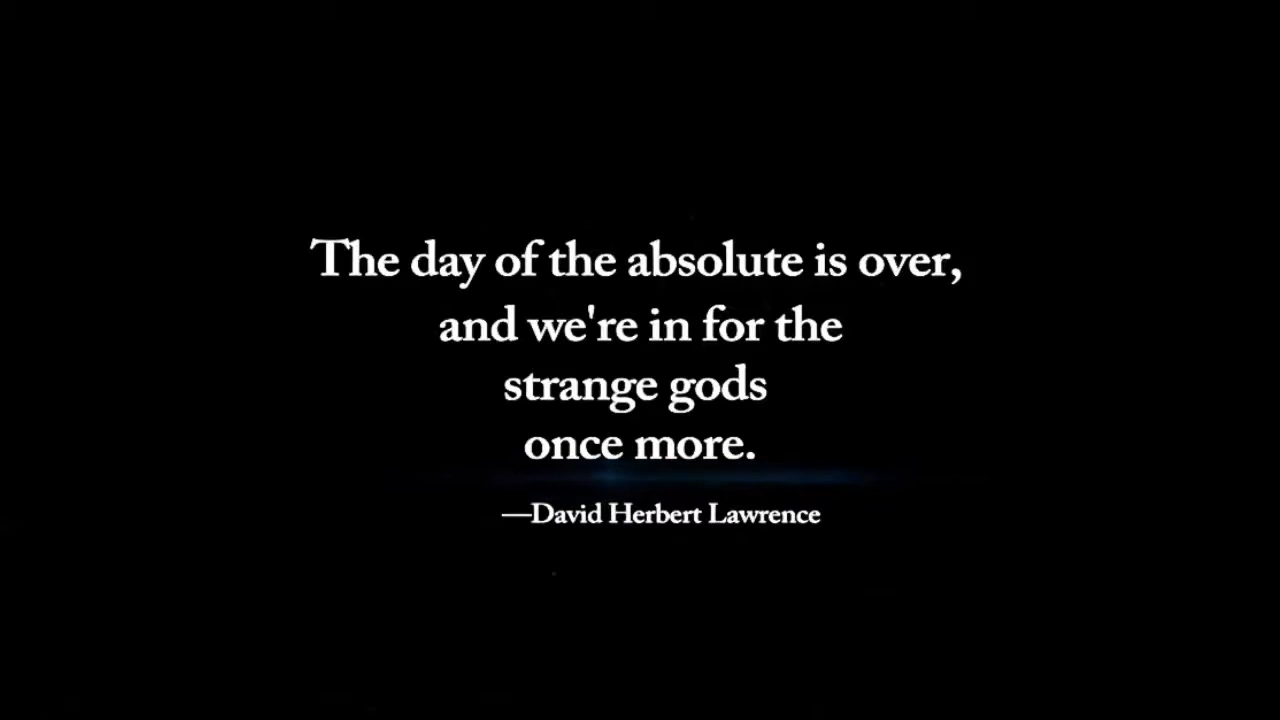 The day of the absolute is over,
and we're in for the
strange gods
once more.
—David Herbert Lawrence